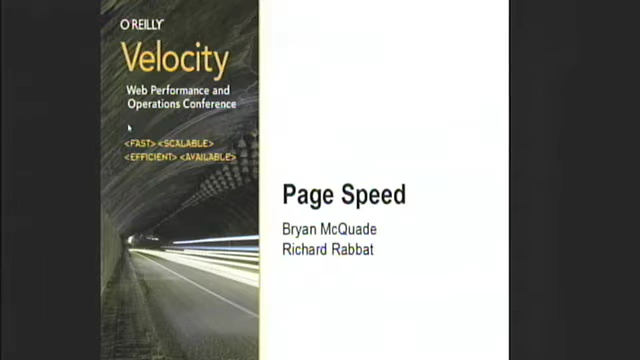 O'REILLY
Velocity
Web Performance and
Operations Conference
<FAST> <SCALABLE>
<EFFICIENT> <AVAILABLE>
Page Speed
Bryan McQuade
Richard Rabbat